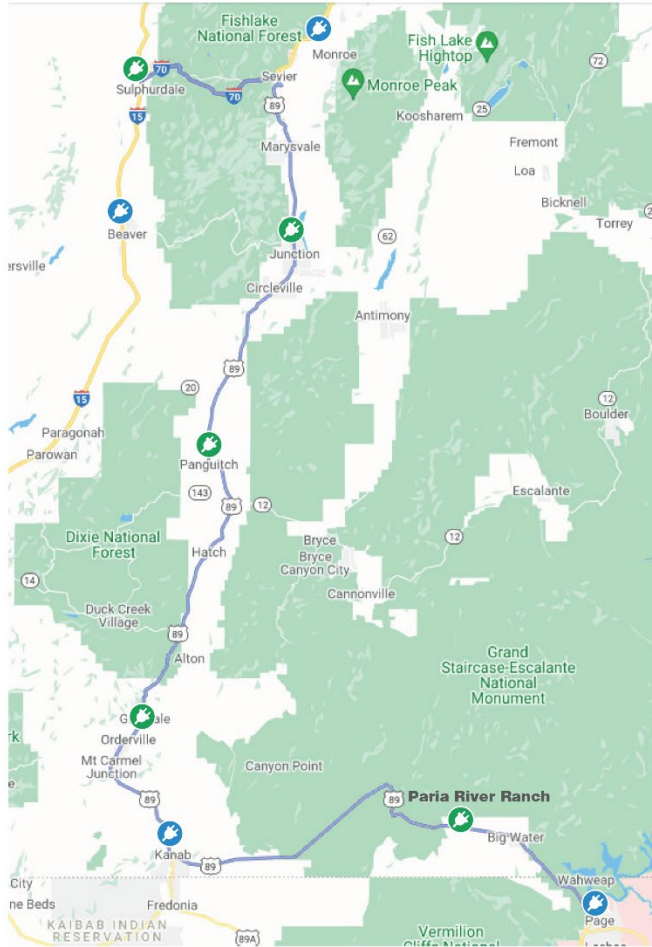 Fishlake
National Forest
Monroe
Fish Lake
Hightop
72
70
Sulphurdale
Sevier
70
Monroe Peak
15
89
Koosharem
25
Marysvale
Fremont
Loa
Bicknell
Beaver
Torrey
ersville
62
Junction
Circleville
Antimony
89
20
12
15
Boulder
Paragonah
Parowan
Panguitch
143
89
12
Escalante
Dixie National
Forest
12
Hatch
Bryce
Bryce
Canyon City
14
Cannonville
Duck Creek
Village
89
Alton
Grand
Staircase-Escalante
National
Monument
rk
Orderville
Mt Carmel
Junction
Canyon Point
89
89
Paria River Ranch
Big Water
Kanab
89
Wahweap
City
ne Beds
Fredonia
Page
KAIBAB INDIAN
RESERVATION
89A
Vermilion
Cliffs National